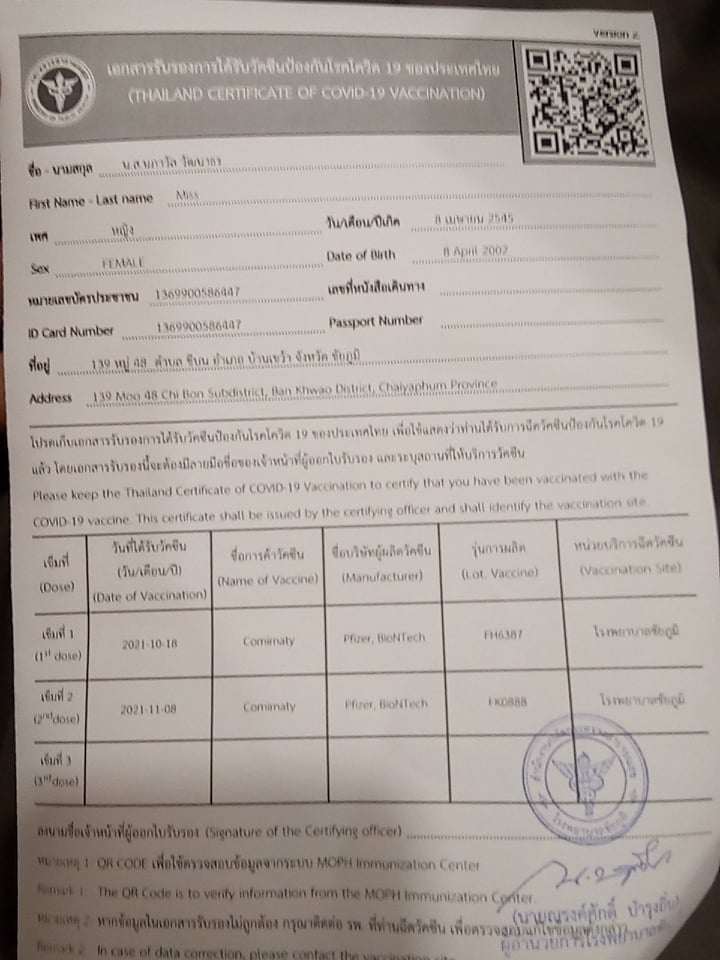 Version 2
เอกสารรับรองการได้รับวัคซีนป้องกันโรคโควิด 19 ของประเทศไทย
(THAILAND CERTIFICATE OF COVID-19 VACCINATION)
ชื่อ - นามสกุล น.ส.
First Name - Last name Miss
เพศ หญิง วัน/เดือน/ปีเกิด 8 เมษายน 2545
Sex FEMALE Date of Birth 8 April 2002
หมายเลขบัตรประชาชน 1369900586447 เลขที่หนังสือเดินทาง
ID Card Number 1369900586447 Passport Number
ที่อยู่ 139 หมู่ 48 ตำบล ชีบน อำเภอ บ้านเขว้า จังหวัด ชัยภูมิ
Address 139 Moo 48 Chi Bon Subdistrict, Ban Khwao District, Chaiyaphum Province
โปรดเก็บเอกสารรับรองการได้รับวัคซีนป้องกันโรคโควิด 19 ของประเทศไทย เพื่อใช้แสดงว่าท่านได้รับการฉีดวัคซีนป้องกันโรคโควิด 19
แล้ว โดยเอกสารรับรองนี้จะต้องมีลายมือชื่อของเจ้าหน้าที่ผู้ออกใบรับรอง และระบุสถานที่ให้บริการวัคซีน
Please keep the Thailand Certificate of COVID-19 Vaccination to certify that you have been vaccinated with the
COVID-19 vaccine. This certificate shall be issued by the certifying officer and shall identify the vaccination site.
เข็มที่ (Dose) วันที่ได้รับวัคซีน (วัน/เดือน/ปี) (Date of Vaccination) ชื่อการค้าวัคซีน (Name of Vaccine) ชื่อบริษัทผู้ผลิตวัคซีน (Manufacturer) รุ่นการผลิต (Lot. Vaccine) หน่วยบริการฉีดวัคซีน (Vaccination Site)
เข็มที่ 1 (1st dose) 2021-10-18 Comirnaty Pfizer, BioNTech FH6387 โรงพยาบาลชัยภูมิ
เข็มที่ 2 (2nd dose) 2021-11-08 Comirnaty Pfizer, BioNTech FK0888 โรงพยาบาลชัยภูมิ
เข็มที่ 3 (3rd dose)
โรงพยาบาลชัยภูมิ
ลงนามชื่อเจ้าหน้าที่ผู้ออกใบรับรอง (Signature of the Certifying officer)
หมายเหตุ 1: QR CODE เพื่อใช้ตรวจสอบข้อมูลจากระบบ MOPH Immunization Center
Remark 1: The QR Code is to verify information from the MOPH Immunization Center.
(นายณรงค์ศักดิ์ บำรุงถิ่น)
หมายเหตุ 2: หากข้อมูลในเอกสารรับรองไม่ถูกต้อง กรุณาติดต่อ รพ. ที่ท่านฉีดวัคซีน เพื่อตรวจสอบแก้ไขข้อมูลดังกล่าว
ผู้อำนวยการโรงพยาบาล
Remark 2: In case of data correction, please contact the vaccination